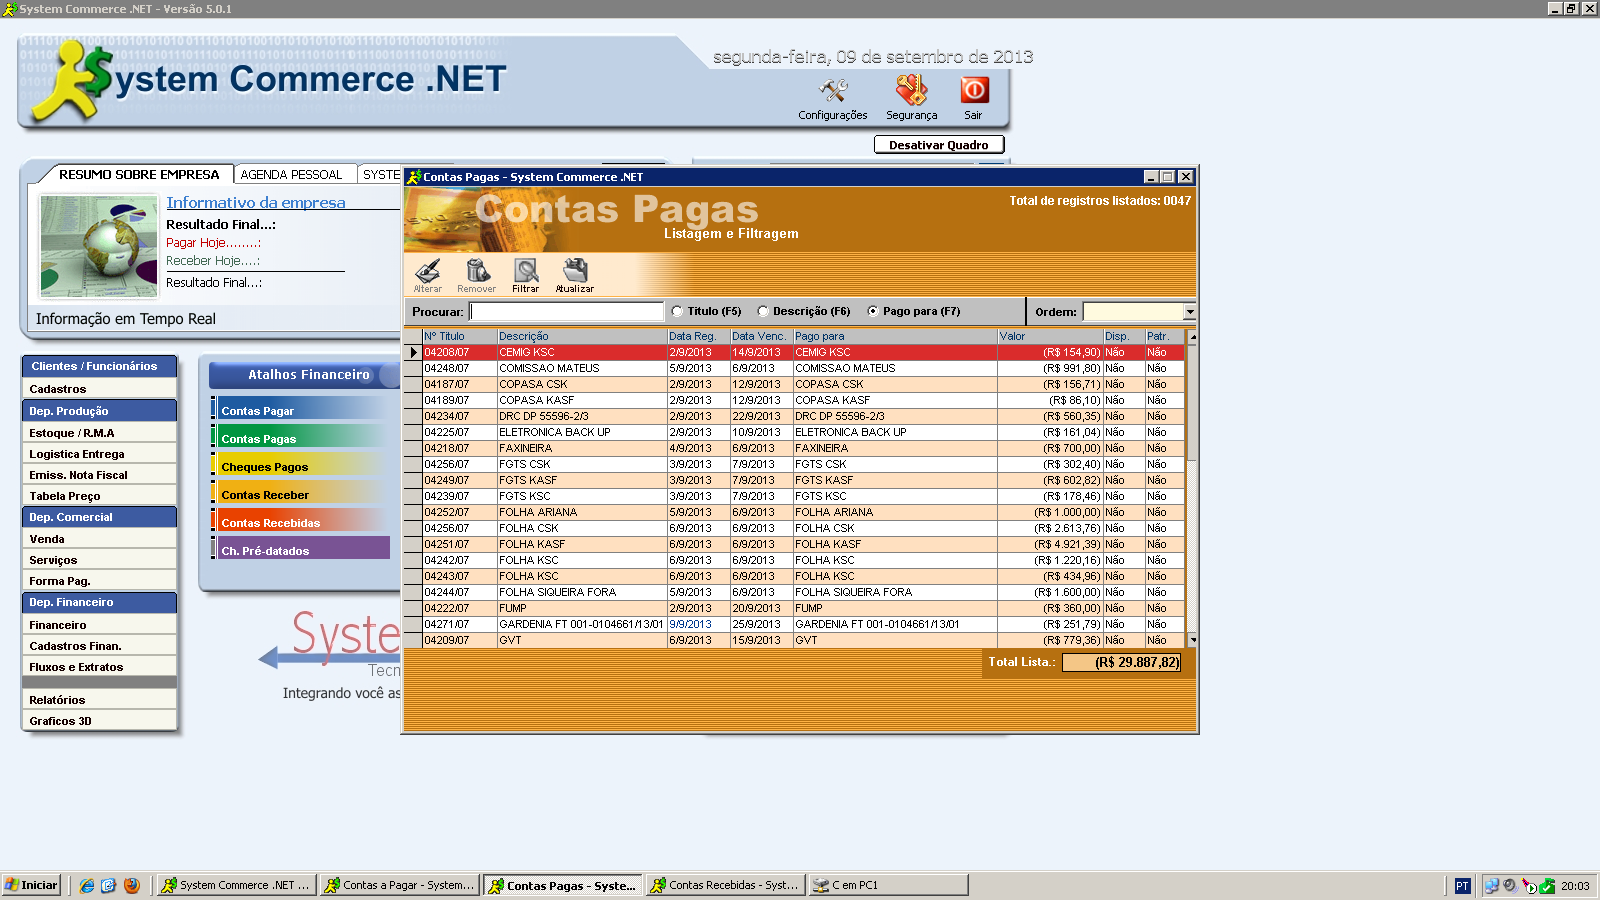 System Commerce .NET - Versão 5.0.1
$ystem Commerce .NET
segunda-feira, 09 de setembro de 2013
Configurações Segurança Sair
Desativar Quadro
RESUMO SOBRE EMPRESA AGENDA PESSOAL SYSTE
Informativo da empresa
Resultado Final...:
Pagar Hoje........:
Receber Hoje....:
Resultado Final...:
Informação em Tempo Real
Clientes / Funcionários
Cadastros
Dep. Produção
Estoque / R.M.A
Logistica Entrega
Emiss. Nota Fiscal
Tabela Preço
Dep. Comercial
Venda
Serviços
Forma Pag.
Dep. Financeiro
Financeiro
Cadastros Finan.
Fluxos e Extratos
Relatórios
Graficos 3D
Atalhos Financeiro
Contas Pagar
Contas Pagas
Cheques Pagos
Contas Receber
Contas Recebidas
Ch. Pré-datados
Syste
Tecn
Integrando você as
Contas Pagas - System Commerce .NET
Contas Pagas
Listagem e Filtragem
Total de registros listados: 0047
Alterar Remover Filtrar Atualizar
Procurar: Titulo (F5) Descrição (F6) Pago para (F7) Ordem:
Nº Titulo Descrição Data Reg. Data Venc. Pago para Valor Disp. Patr.
04208/07 CEMIG KSC 2/9/2013 14/9/2013 CEMIG KSC (R$ 154,90) Não Não
04248/07 COMISSAO MATEUS 5/9/2013 6/9/2013 COMISSAO MATEUS (R$ 991,80) Não Não
04187/07 COPASA CSK 2/9/2013 12/9/2013 COPASA CSK (R$ 156,71) Não Não
04189/07 COPASA KASF 2/9/2013 12/9/2013 COPASA KASF (R$ 86,10) Não Não
04234/07 DRC DP 55596-2/3 2/9/2013 22/9/2013 DRC DP 55596-2/3 (R$ 560,35) Não Não
04225/07 ELETRONICA BACK UP 2/9/2013 10/9/2013 ELETRONICA BACK UP (R$ 161,04) Não Não
04218/07 FAXINEIRA 4/9/2013 6/9/2013 FAXINEIRA (R$ 700,00) Não Não
04256/07 FGTS CSK 3/9/2013 7/9/2013 FGTS CSK (R$ 302,40) Não Não
04249/07 FGTS KASF 3/9/2013 7/9/2013 FGTS KASF (R$ 602,82) Não Não
04239/07 FGTS KSC 3/9/2013 7/9/2013 FGTS KSC (R$ 178,46) Não Não
04252/07 FOLHA ARIANA 5/9/2013 6/9/2013 FOLHA ARIANA (R$ 1.000,00) Não Não
04256/07 FOLHA CSK 6/9/2013 6/9/2013 FOLHA CSK (R$ 2.613,76) Não Não
04251/07 FOLHA KASF 6/9/2013 6/9/2013 FOLHA KASF (R$ 4.921,39) Não Não
04242/07 FOLHA KSC 6/9/2013 6/9/2013 FOLHA KSC (R$ 1.220,16) Não Não
04243/07 FOLHA KSC 6/9/2013 6/9/2013 FOLHA KSC (R$ 434,96) Não Não
04244/07 FOLHA SIQUEIRA FORA 5/9/2013 6/9/2013 FOLHA SIQUEIRA FORA (R$ 1.600,00) Não Não
04222/07 FUMP 2/9/2013 20/9/2013 FUMP (R$ 360,00) Não Não
04271/07 GARDENIA FT 001-0104661/13/01 9/9/2013 25/9/2013 GARDENIA FT 001-0104661/13/01 (R$ 251,79) Não Não
04209/07 GVT 6/9/2013 15/9/2013 GVT (R$ 779,36) Não Não
Total Lista.: (R$ 29.887,82)
Iniciar System Commerce .NET ... Contas a Pagar - System... Contas Pagas - Syste... Contas Recebidas - Syst... C em PC1 PT 20:03